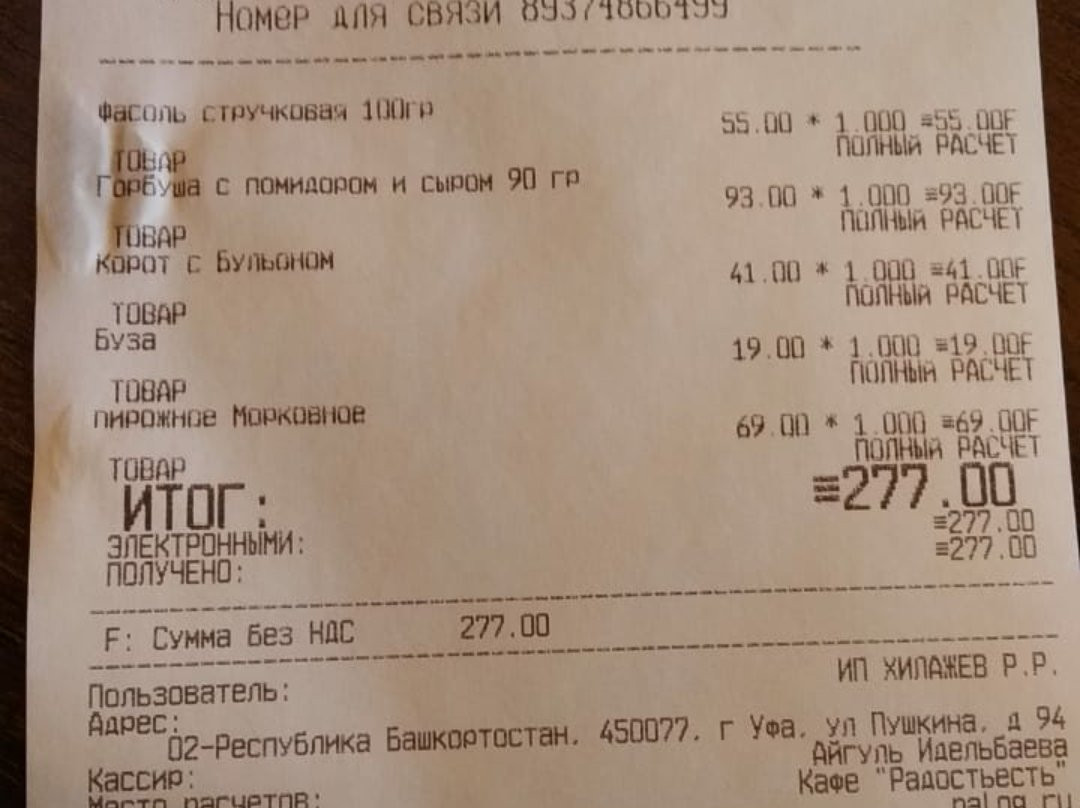 Номер для связи 89374866499
Фасоль стручковая 100гр
55.00 * 1.000 ≡55.00F
ПОЛНЫЙ РАСЧЕТ
ТОВАР
Горбуша с помидором и сыром 90 гр
93.00 * 1.000 ≡93.00F
ПОЛНЫЙ РАСЧЕТ
ТОВАР
Корот с Бульоном
41.00 * 1.000 ≡41.00F
ПОЛНЫЙ РАСЧЕТ
ТОВАР
Буза
19.00 * 1.000 ≡19.00F
ПОЛНЫЙ РАСЧЕТ
ТОВАР
пирожное Морковное
69.00 * 1.000 ≡69.00F
ПОЛНЫЙ РАСЧЕТ
ТОВАР
ИТОГ: ≡277.00
ЭЛЕКТРОННЫМИ: ≡277.00
ПОЛУЧЕНО: ≡277.00
F: Сумма без НДС 277.00
Пользователь: ИП ХИЛАЖЕВ Р.Р.
Адрес:
02-Республика Башкортостан, 450077, г Уфа, ул Пушкина, д 94
Кассир: Айгуль Идельбаева
Место расчетов: Кафе "Радостьесть"
nalog.ru